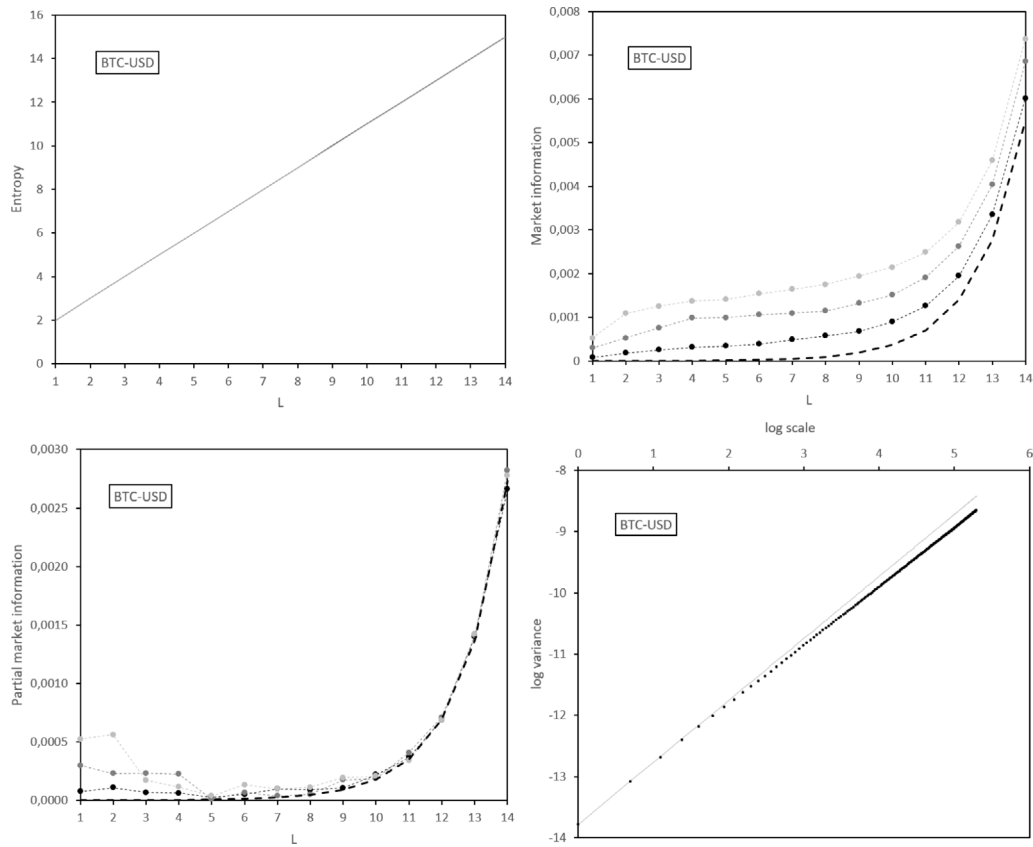 16
14
12
10
8
6
4
2
0
Entropy
BTC-USD
1 2 3 4 5 6 7 8 9 10 11 12 13 14
L
0,008
0,007
0,006
0,005
0,004
0,003
0,002
0,001
0
Market information
BTC-USD
1 2 3 4 5 6 7 8 9 10 11 12 13 14
L
0,0030
0,0025
0,0020
0,0015
0,0010
0,0005
0,0000
Partial market information
BTC-USD
1 2 3 4 5 6 7 8 9 10 11 12 13 14
L
log scale
0 1 2 3 4 5 6
-8
-9
-10
-11
-12
-13
-14
log variance
BTC-USD